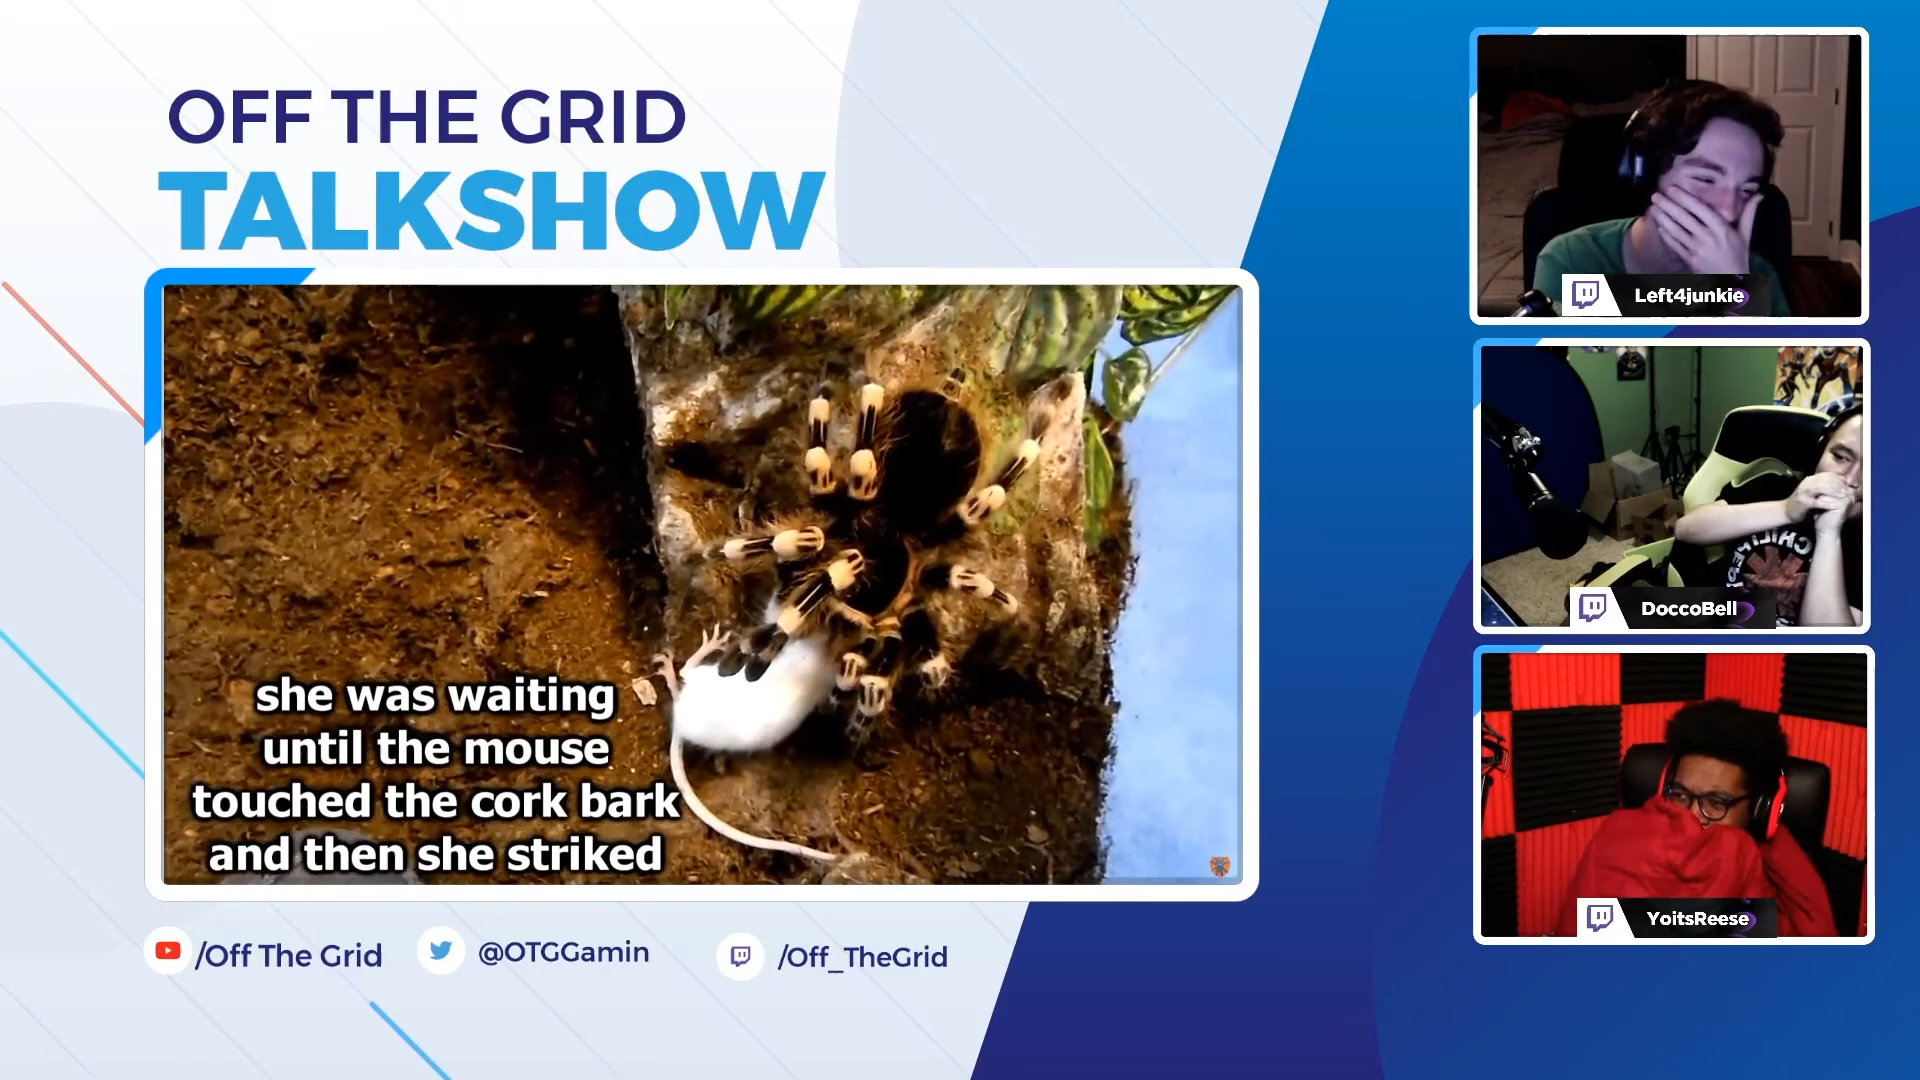 OFF THE GRID
TALKSHOW
she was waiting
until the mouse
touched the cork bark
and then she striked
/Off The Grid
@OTGGamin
/Off_TheGrid
Left4junkie
DoccoBell
YoitsReese